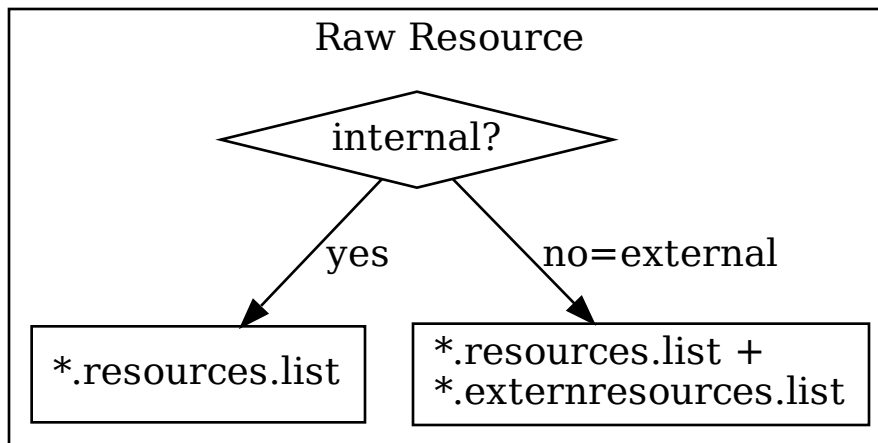 Raw Resource
internal?
yes
no=external
*.resources.list
*.resources.list +
*.externresources.list